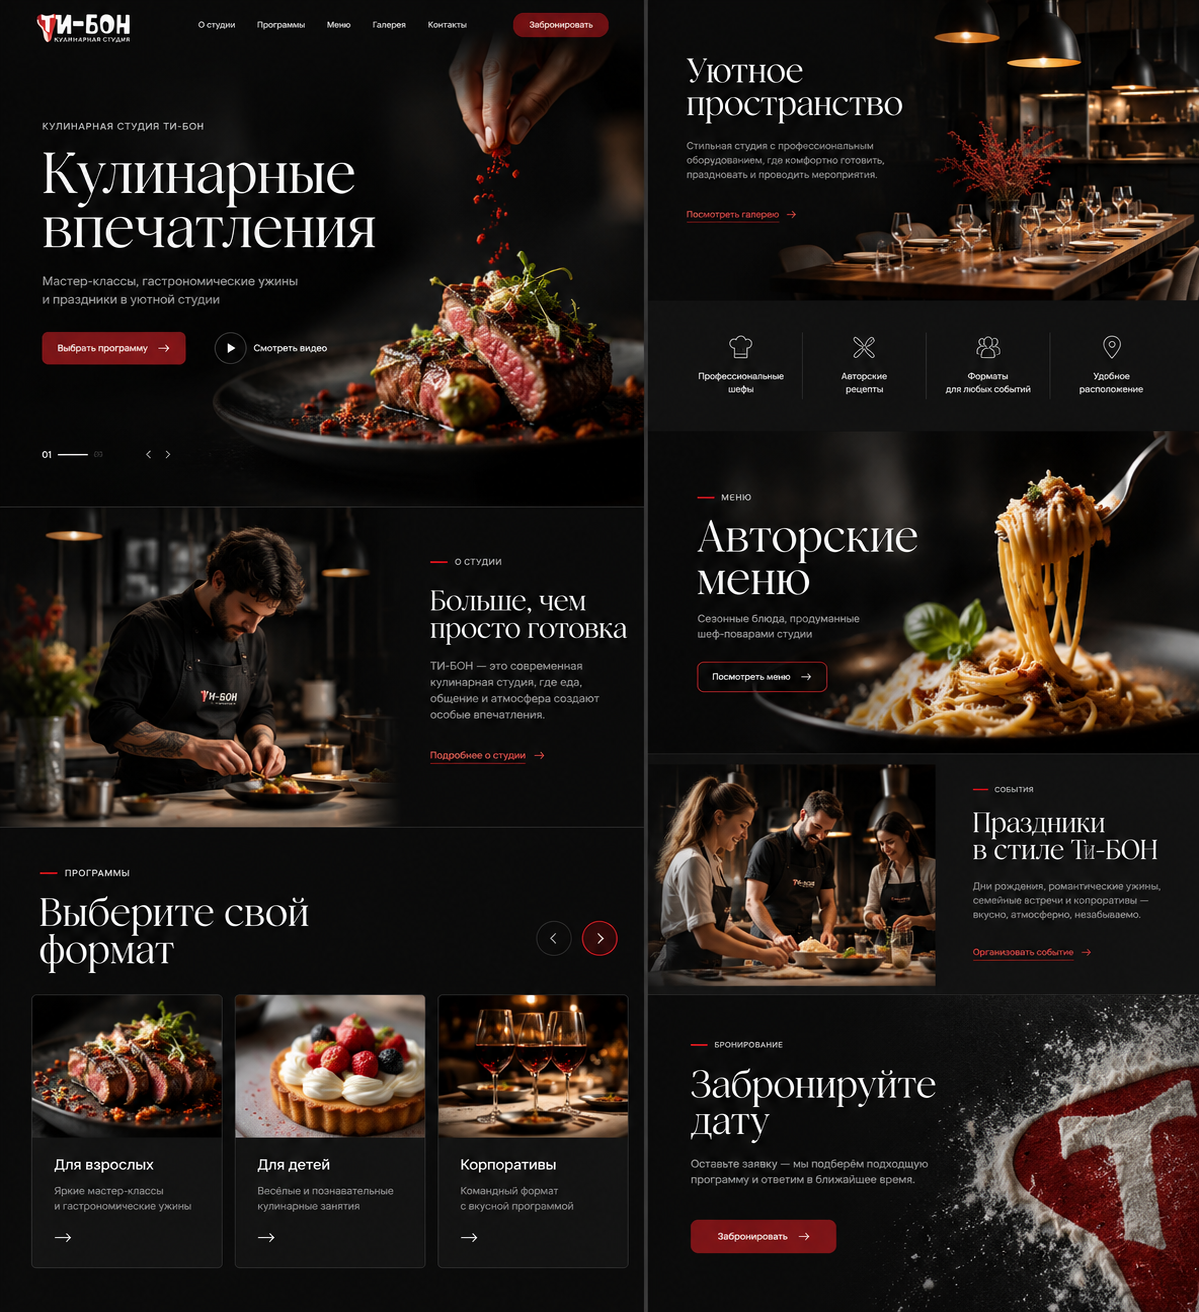 ТИ-БОН
КУЛИНАРНАЯ СТУДИЯ
О студии
Программы
Меню
Галерея
Контакты
Забронировать
КУЛИНАРНАЯ СТУДИЯ ТИ-БОН
Кулинарные
впечатления
Мастер-классы, гастрономические ужины
и праздники в уютной студии
Выбрать программу
Смотреть видео
01
О СТУДИИ
Больше, чем
просто готовка
ТИ-БОН — это современная
кулинарная студия, где еда,
общение и атмосфера создают
особые впечатления.
Подробнее о студии
ТИ-БОН
ПРОГРАММЫ
Выберите свой
формат
Для взрослых
Яркие мастер-классы
и гастрономические ужины
Для детей
Весёлые и познавательные
кулинарные занятия
Корпоративы
Командный формат
с вкусной программой
Уютное
пространство
Стильная студия с профессиональным
оборудованием, где комфортно готовить,
праздновать и проводить мероприятия.
Посмотреть галерею
Профессиональные
шефы
Авторские
рецепты
Форматы
для любых событий
Удобное
расположение
МЕНЮ
Авторские
меню
Сезонные блюда, продуманные
шеф-поварами студии
Посмотреть меню
ТИ-БОН
СОБЫТИЯ
Праздники
в стиле Ти-БОН
Дни рождения, романтические ужины,
семейные встречи и корпоративы —
вкусно, атмосферно, незабываемо.
Организовать событие
БРОНИРОВАНИЕ
Забронируйте
дату
Оставьте заявку — мы подберём подходящую
программу и ответим в ближайшее время.
Забронировать
Т